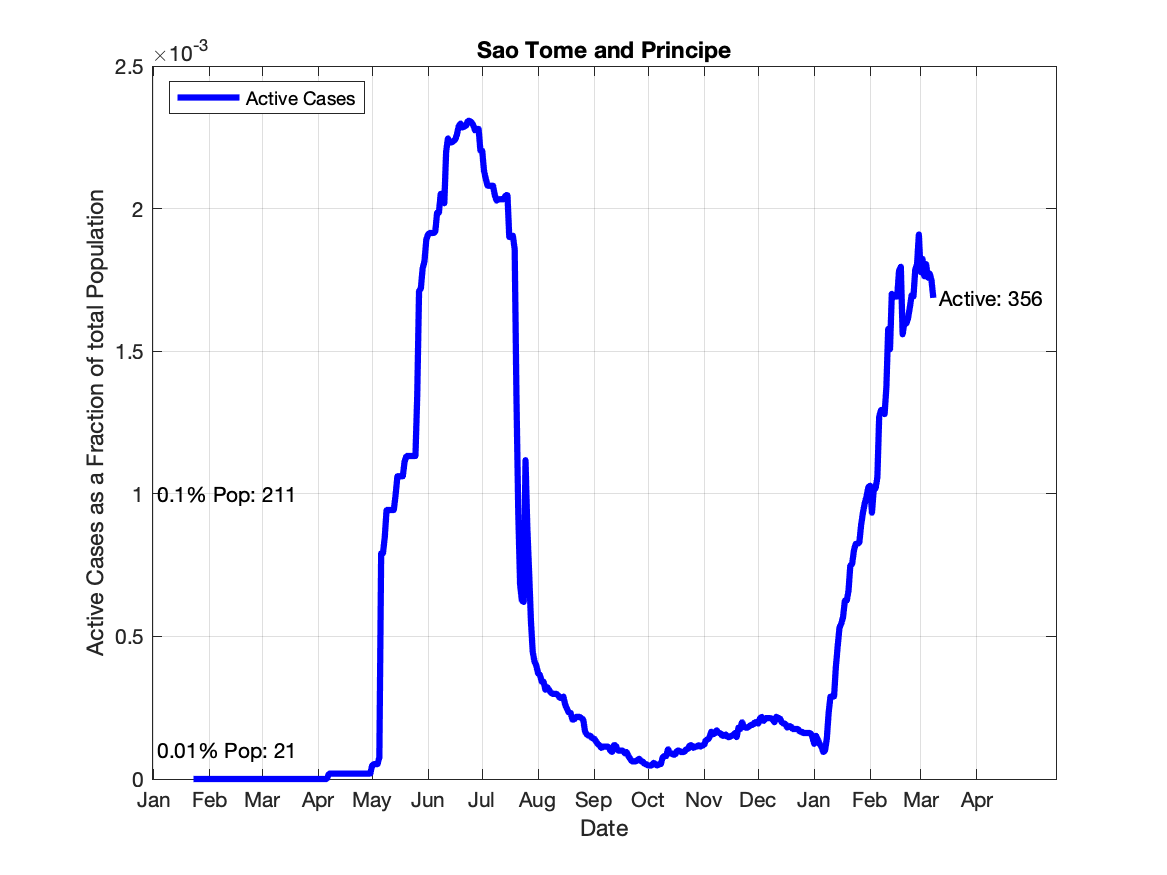 Sao Tome and Principe
×10-3
2.5
2
1.5
1
0.5
0
Active Cases as a Fraction of total Population
Active Cases
Active: 356
0.1% Pop: 211
0.01% Pop: 21
Jan Feb Mar Apr May Jun Jul Aug Sep Oct Nov Dec Jan Feb Mar Apr
Date